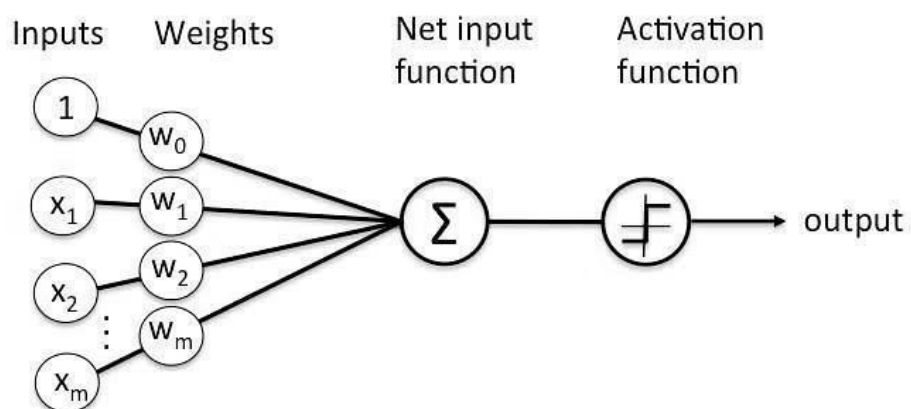 Inputs Weights Net input function Activation function
1
w₀
x₁ w₁
x₂ w₂
⋮
wₘ
xₘ
Σ
output